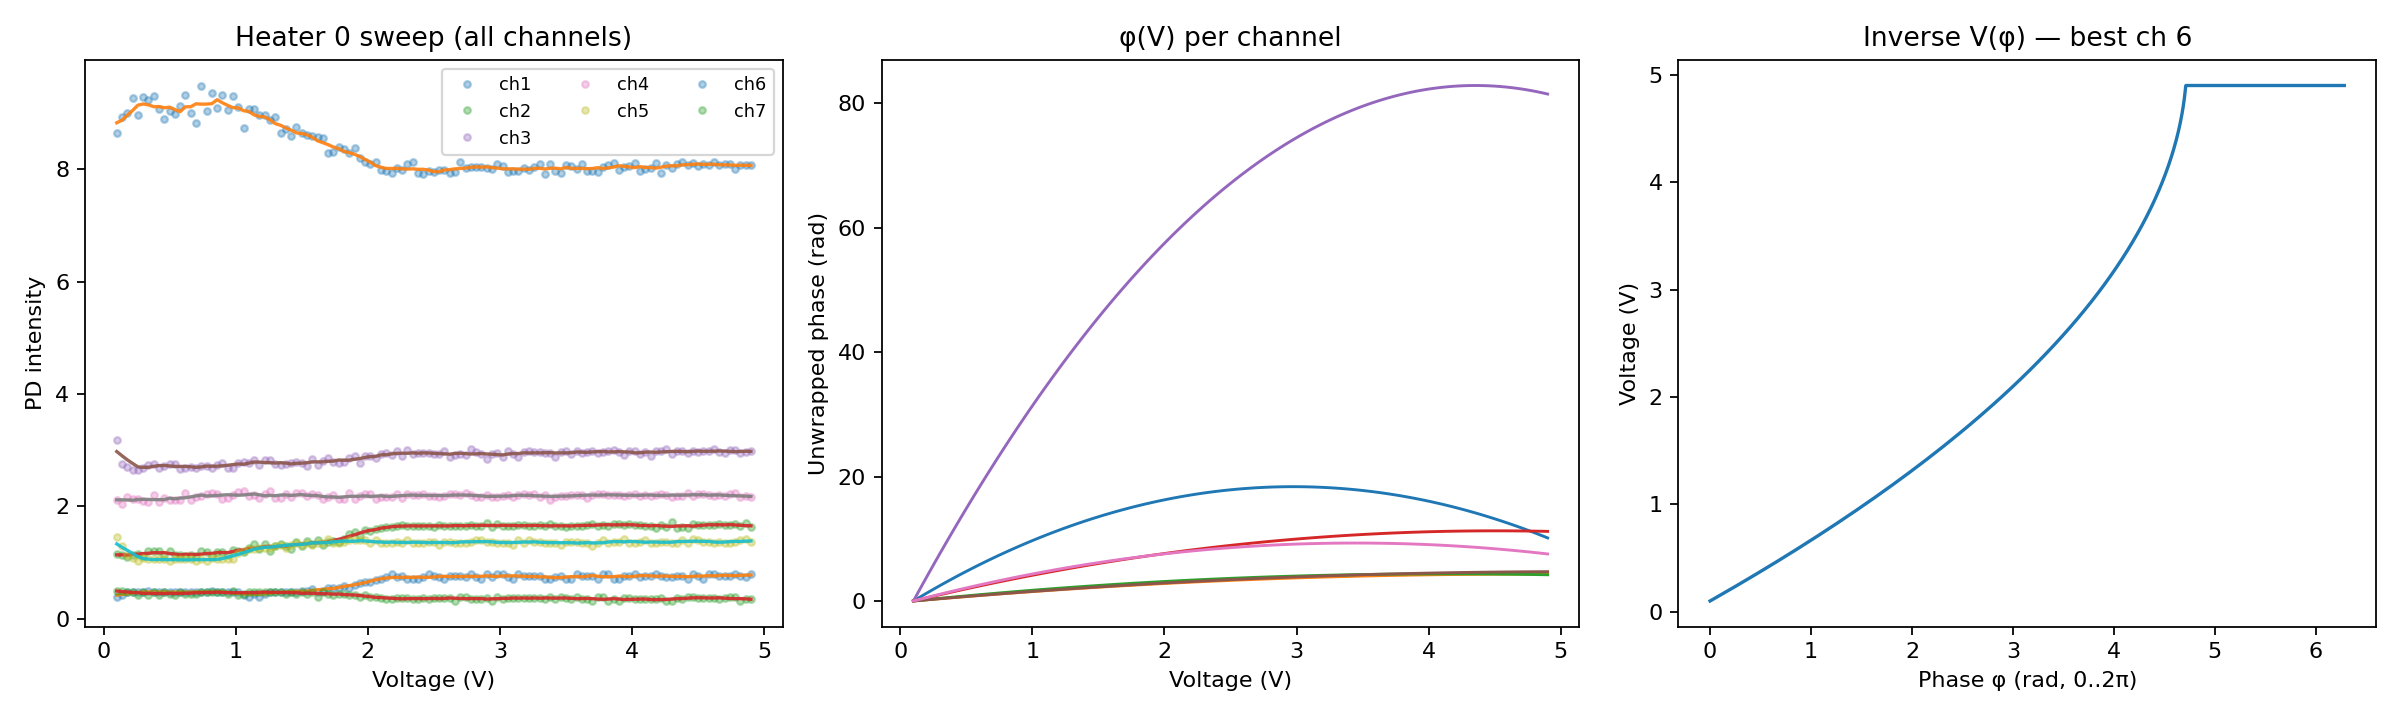 Heater 0 sweep (all channels)
PD intensity
8
6
4
2
0
0 1 2 3 4 5
Voltage (V)
ch1 ch4 ch6
ch2 ch5 ch7
ch3
φ(V) per channel
Unwrapped phase (rad)
80
60
40
20
0
0 1 2 3 4 5
Voltage (V)
Inverse V(φ) — best ch 6
Voltage (V)
5
4
3
2
1
0
0 1 2 3 4 5 6
Phase φ (rad, 0..2π)